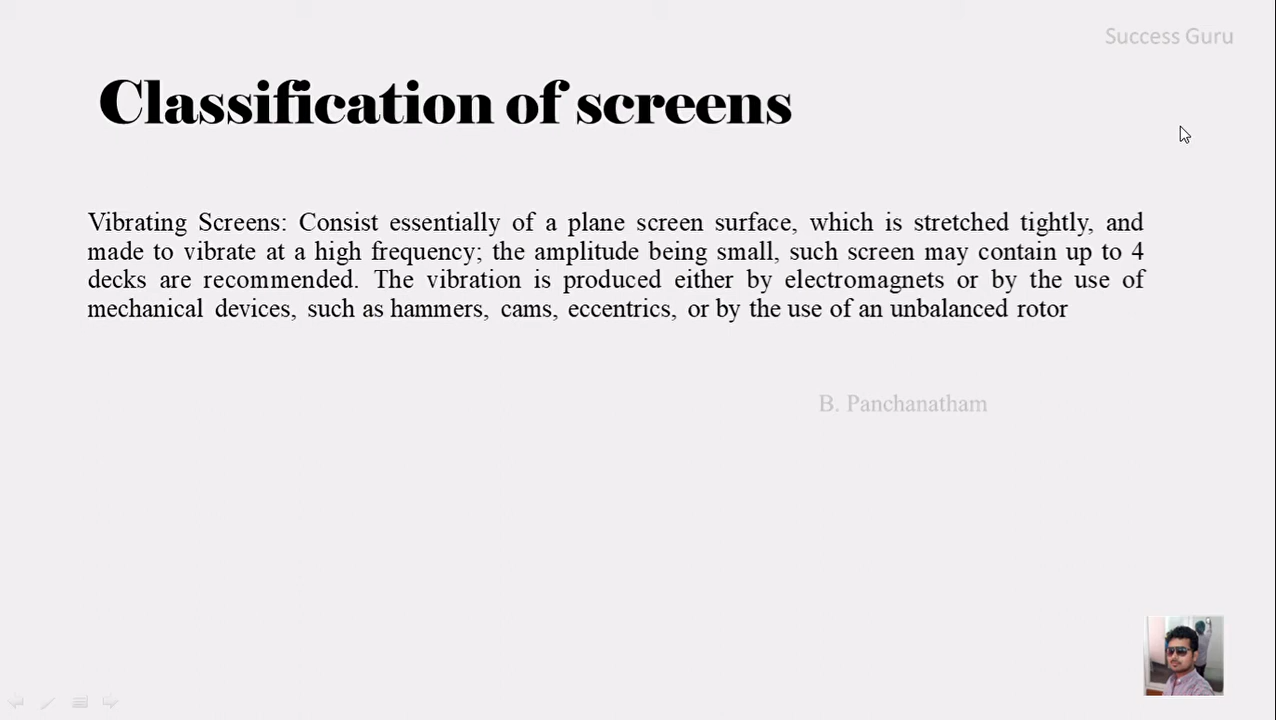 Success Guru
Classification of screens
Vibrating Screens: Consist essentially of a plane screen surface, which is stretched tightly, and
made to vibrate at a high frequency; the amplitude being small, such screen may contain up to 4
decks are recommended. The vibration is produced either by electromagnets or by the use of
mechanical devices, such as hammers, cams, eccentrics, or by the use of an unbalanced rotor
B. Panchanatham